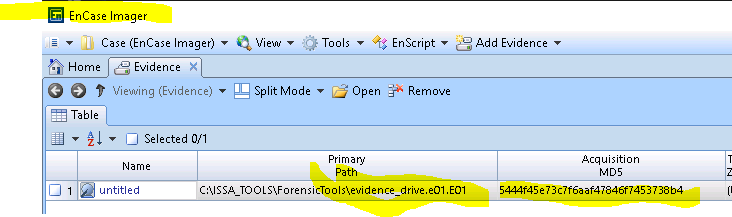 EnCase Imager
Case (EnCase Imager) View Tools EnScript Add Evidence
Home Evidence
Viewing (Evidence) Split Mode Open Remove
Table
Selected 0/1
Name Primary Path Acquisition MD5
1 untitled C:\ISSA_TOOLS\ForensicTools\evidence_drive.e01.E01 5444f45e73c7f6aaf47846f7453738b4